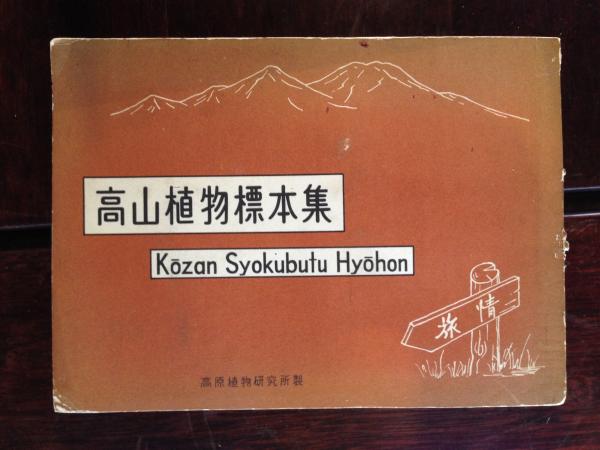 高山植物標本集
Kōzan Syokubutu Hyōhon
旅情
高原植物研究所製